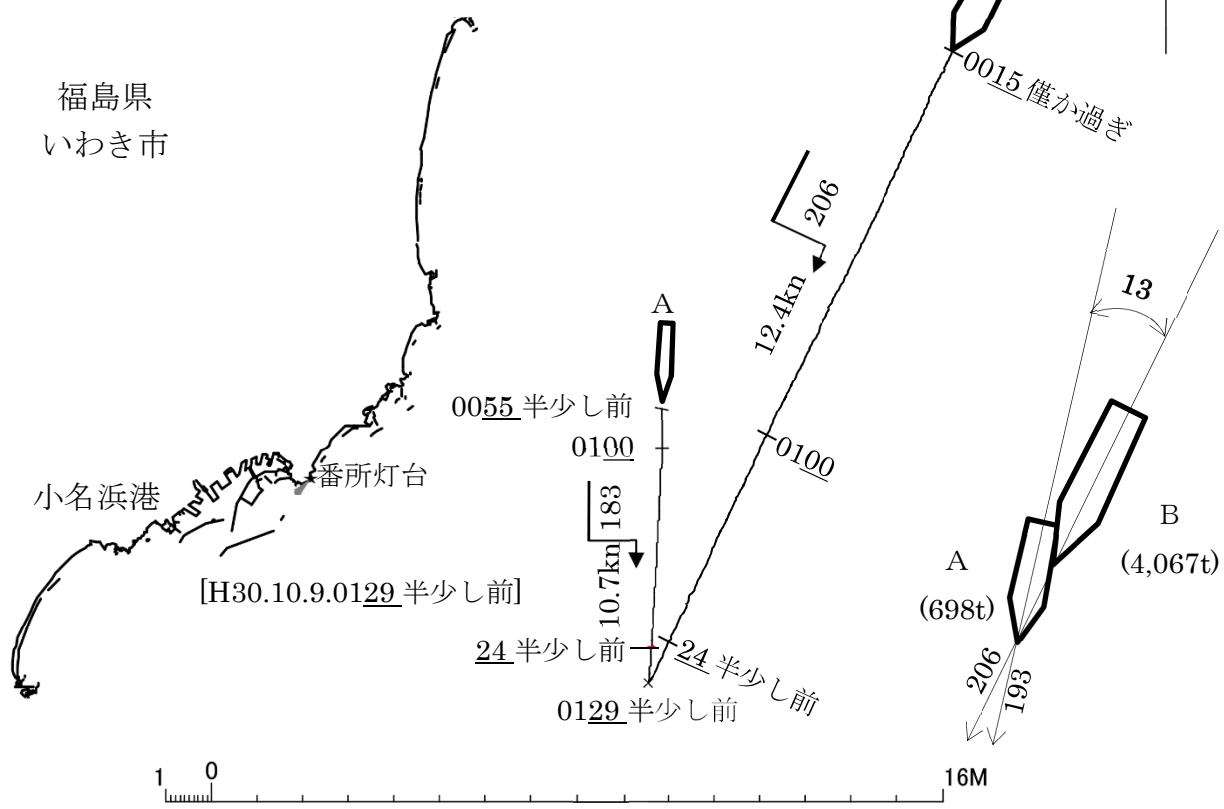 福島県
いわき市
0015 僅か過ぎ
206
12.4kn
13
A
0055 半少し前
0100
0100
番所灯台
小名浜港
183
10.7kn
[H30.10.9.0129 半少し前]
24 半少し前
24 半少し前
0129 半少し前
B
(4,067t)
A
(698t)
206
193
1 0 16M